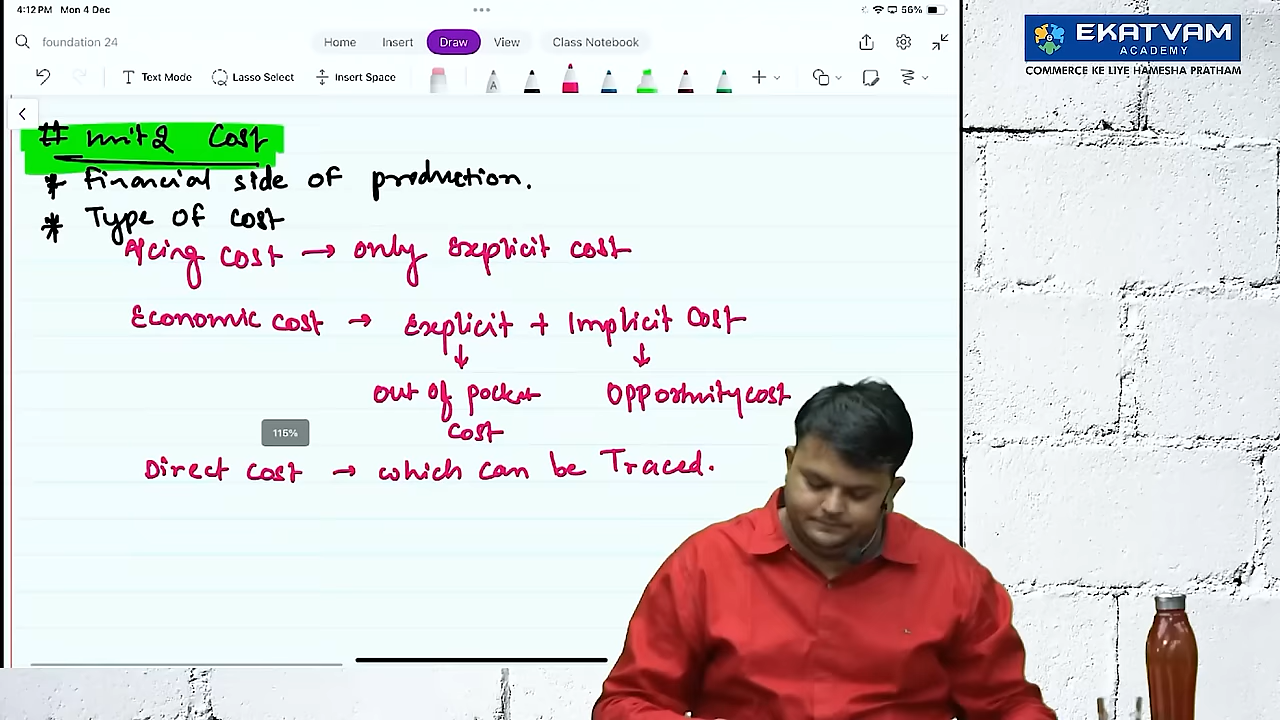 4:12 PM Mon 4 Dec
56%
foundation 24
Home Insert Draw View Class Notebook
Text Mode Lasso Select Insert Space
EKATVAM
ACADEMY
COMMERCE KE LIYE HAMESHA PRATHAM
# Unit 2 Cost
* Financial side of production.
* Type of cost
A/cing cost → only Explicit cost
Economic cost → Explicit + Implicit Cost
↓ ↓
out of pocket Opportunity cost
cost
115%
Direct cost → which can be Traced.